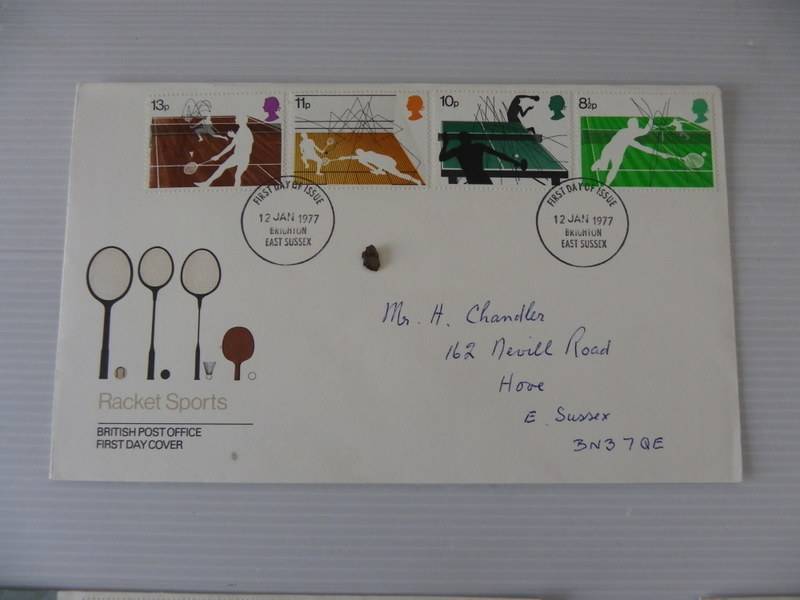 13p
11p
10p
8½p
FIRST DAY OF ISSUE
12 JAN 1977
BRIGHTON
EAST SUSSEX
FIRST DAY OF ISSUE
12 JAN 1977
BRIGHTON
EAST SUSSEX
Mr. H. Chandler
162 Nevill Road
Hove
E. Sussex
BN3 7QE
Racket Sports
BRITISH POST OFFICE
FIRST DAY COVER